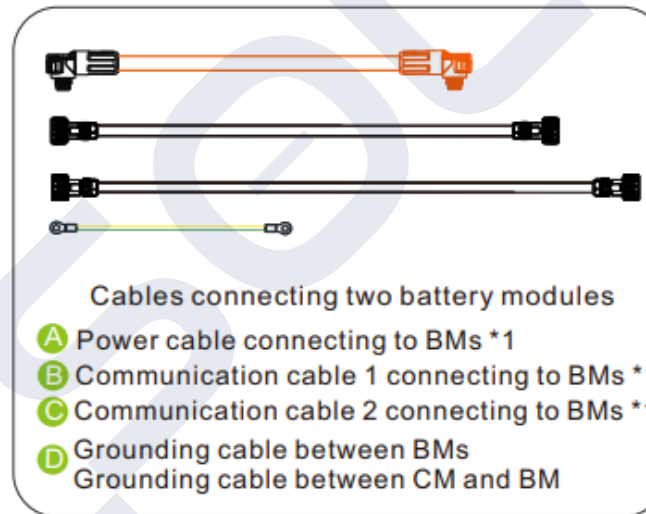 Cables connecting two battery modules
A Power cable connecting to BMs *1
B Communication cable 1 connecting to BMs *
C Communication cable 2 connecting to BMs *
D Grounding cable between BMs
Grounding cable between CM and BM